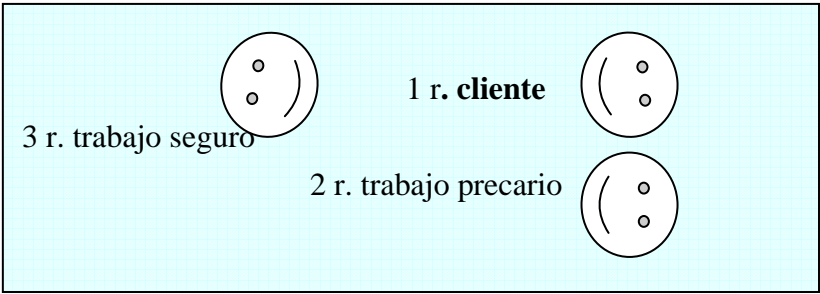 1 r. cliente
3 r. trabajo seguro
2 r. trabajo precario